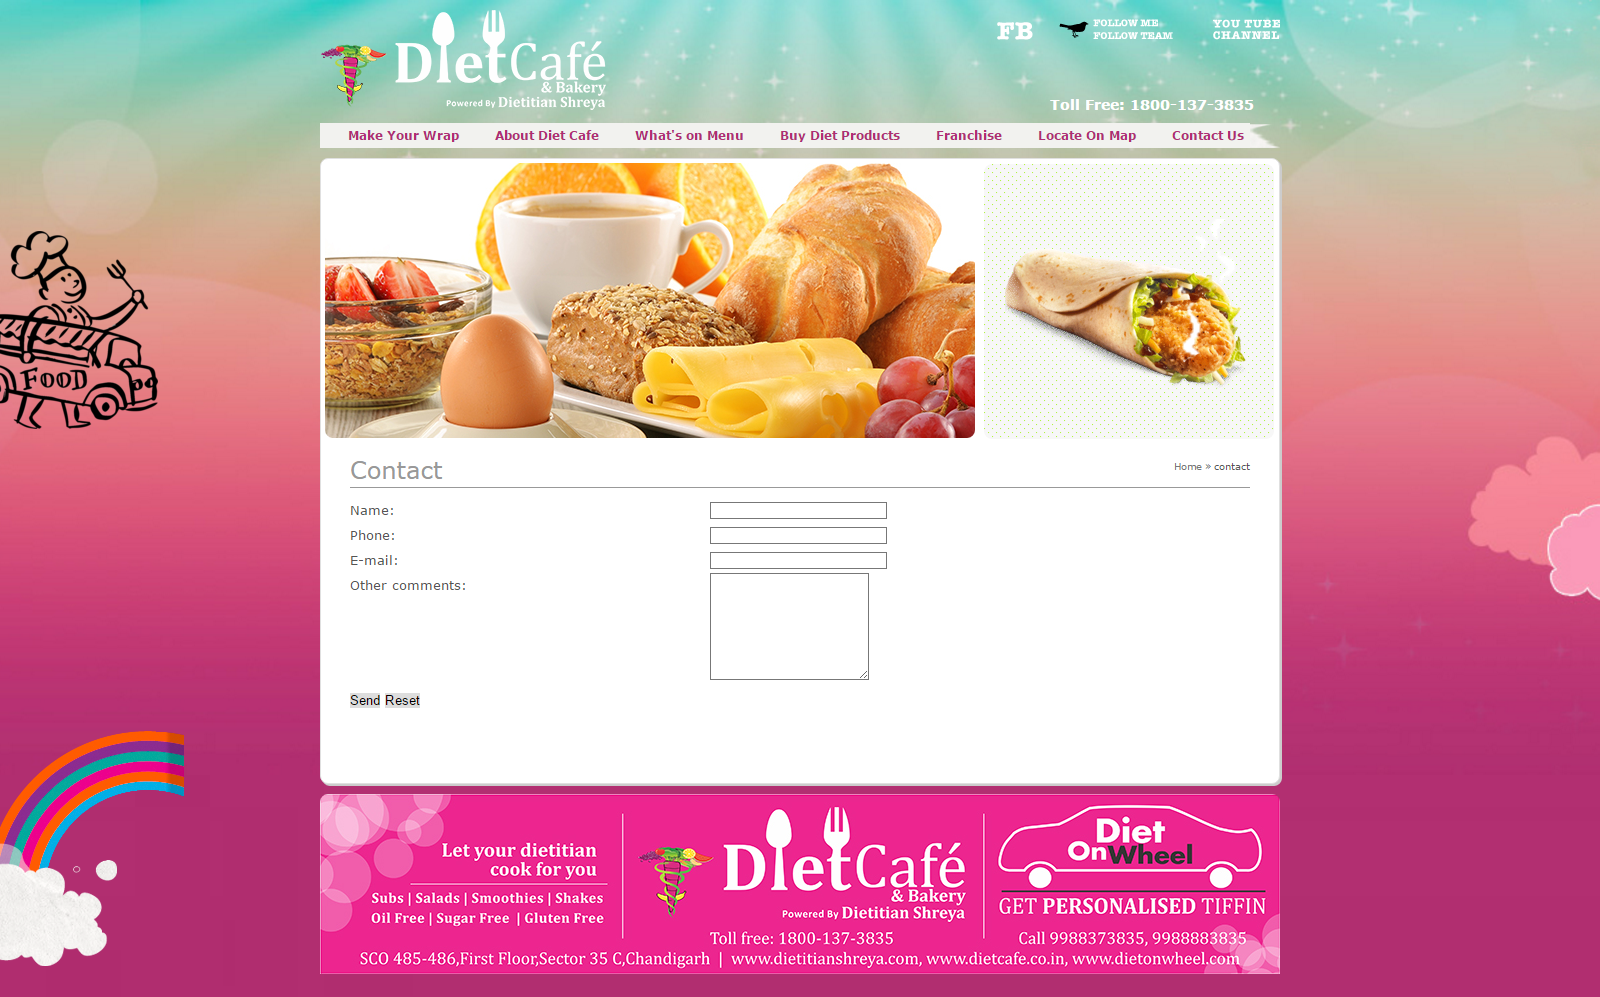 DietCafé
& Bakery
Powered By Dietitian Shreya
FB
FOLLOW ME
FOLLOW TEAM
YOU TUBE
CHANNEL
Toll Free: 1800-137-3835
Make Your Wrap
About Diet Cafe
What's on Menu
Buy Diet Products
Franchise
Locate On Map
Contact Us
FOOD
Contact
Home » contact
Name:
Phone:
E-mail:
Other comments:
Send Reset
Let your dietitian
cook for you
Subs | Salads | Smoothies | Shakes
Oil Free | Sugar Free | Gluten Free
DietCafé
& Bakery
Powered By Dietitian Shreya
Toll free: 1800-137-3835
Diet
OnWheel
GET PERSONALISED TIFFIN
Call 9988373835, 9988883835
SCO 485-486,First Floor,Sector 35 C,Chandigarh | www.dietitianshreya.com, www.dietcafe.co.in, www.dietonwheel.com